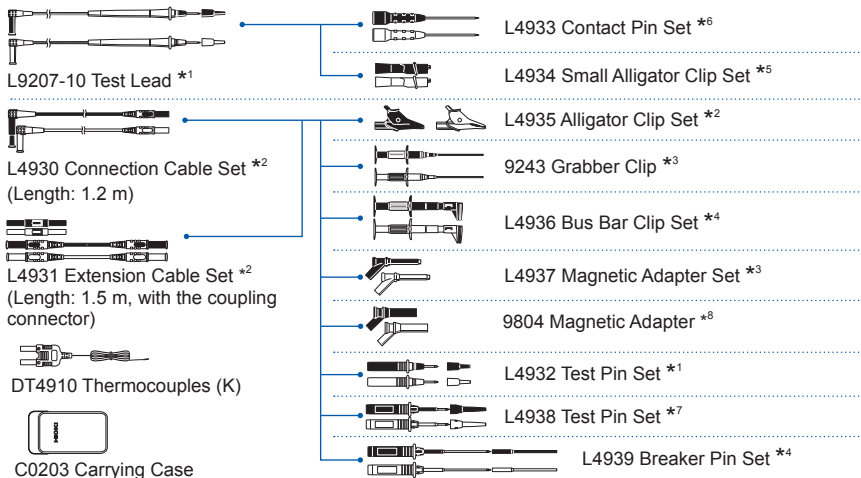 L9207-10 Test Lead *1
L4930 Connection Cable Set *2
(Length: 1.2 m)
L4931 Extension Cable Set *2
(Length: 1.5 m, with the coupling
connector)
DT4910 Thermocouples (K)
HIOKI
C0203 Carrying Case
L4933 Contact Pin Set *6
L4934 Small Alligator Clip Set *5
L4935 Alligator Clip Set *2
9243 Grabber Clip *3
L4936 Bus Bar Clip Set *4
L4937 Magnetic Adapter Set *3
9804 Magnetic Adapter *8
L4932 Test Pin Set *1
L4938 Test Pin Set *7
L4939 Breaker Pin Set *4